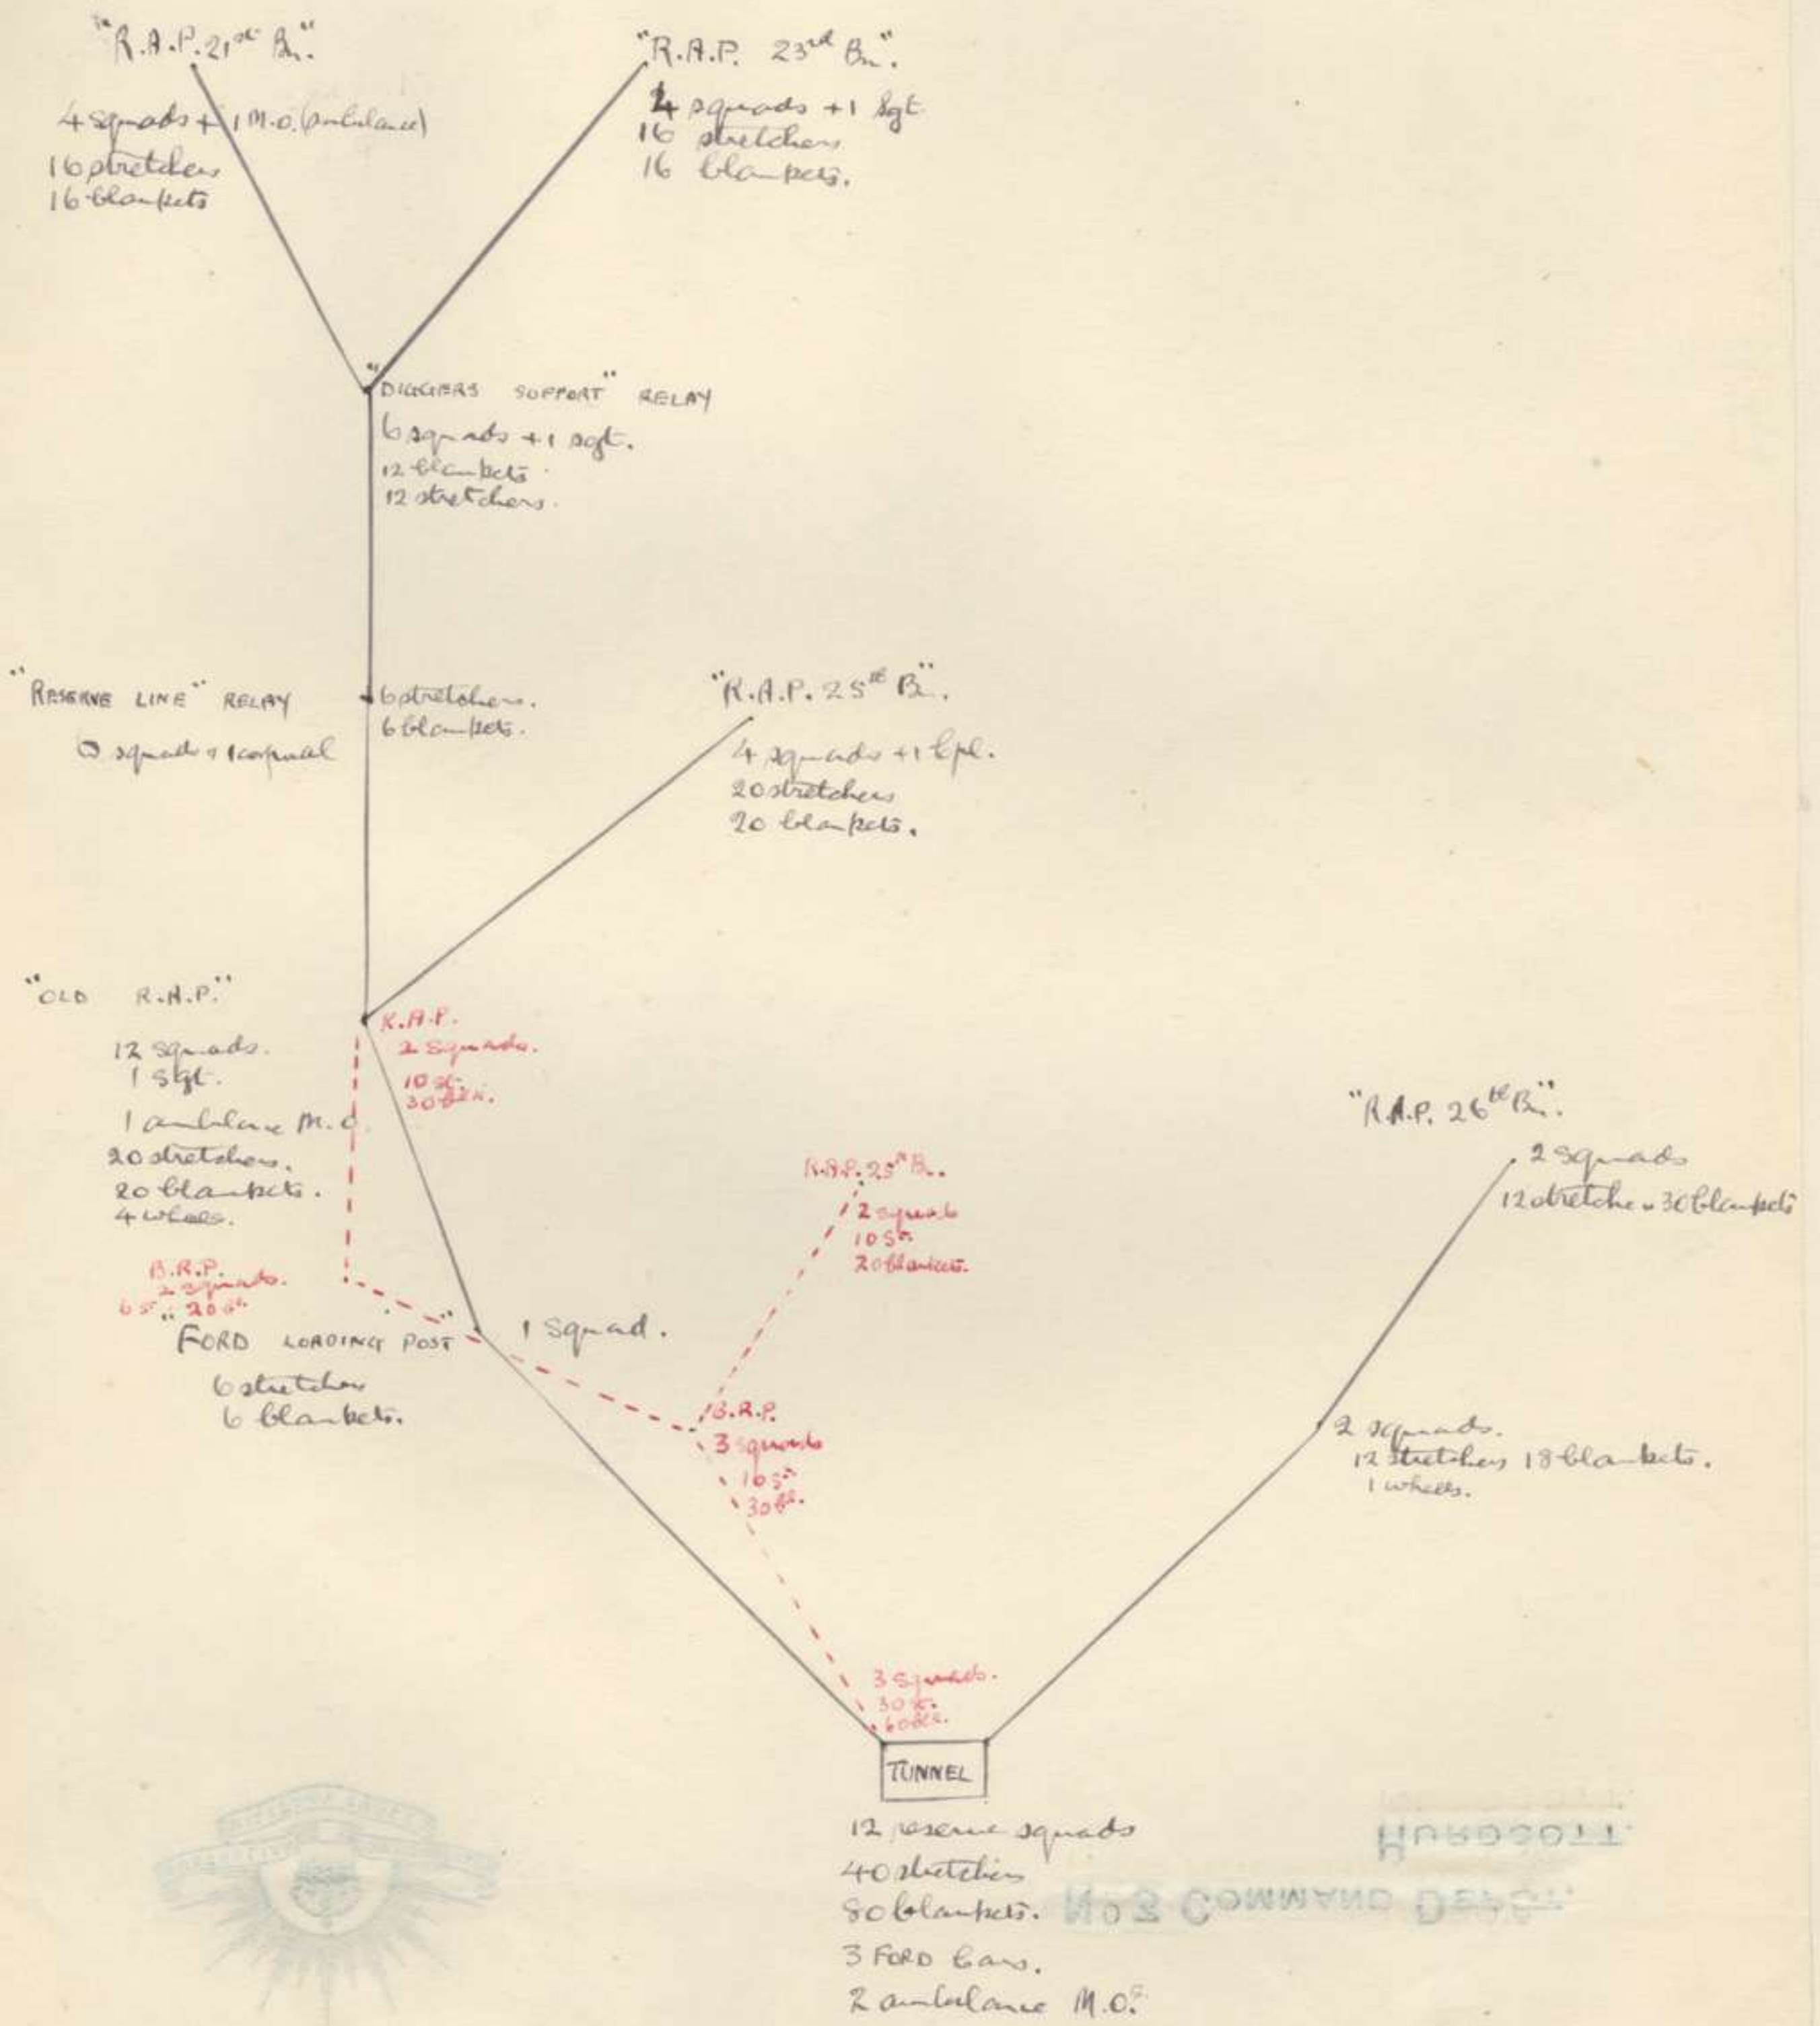 "R.A.P. 21st Bn."
4 squads + 1 M.O. (ambulance)
16 stretchers
16 blankets
"R.A.P. 23rd Bn".
4 squads + 1 Sgt
16 stretchers
16 blankets.
"DIGGERS SUPPORT" RELAY
6 squads + 1 sgt.
12 blankets
12 stretchers.
"RESERVE LINE" RELAY
squads + 1 corporal
6 stretchers.
6 blankets.
"R.A.P. 25th Bn".
4 squads + 1 Cpl.
20 stretchers
20 blankets.
"OLD R.A.P."
12 squads.
1 Sgt.
1 ambulance M.O.
20 stretchers.
20 blankets.
4 wheels.
R.A.P.
2 squads.
10 st.
30 blk.
R.A.P. 25th Bn.
2 squads
10 St.
20 blankets.
"R.A.P. 26th Bn".
2 squads
12 stretchers 30 blankets
B.R.P.
2 squads.
6 st. 20
"FORD LOADING POST"
1 squad.
6 stretchers
6 blankets.
B.R.P.
3 squads
10 St
30 bl.
2 squads.
12 stretchers 18 blankets.
1 wheels.
3 squads.
30 st.
60 bl.
TUNNEL
12 reserve squads
40 stretchers
80 blankets.
3 FORD Cars.
2 ambulance M.O.s
HURDCOTT.
No 3 COMMAND DEPOT.